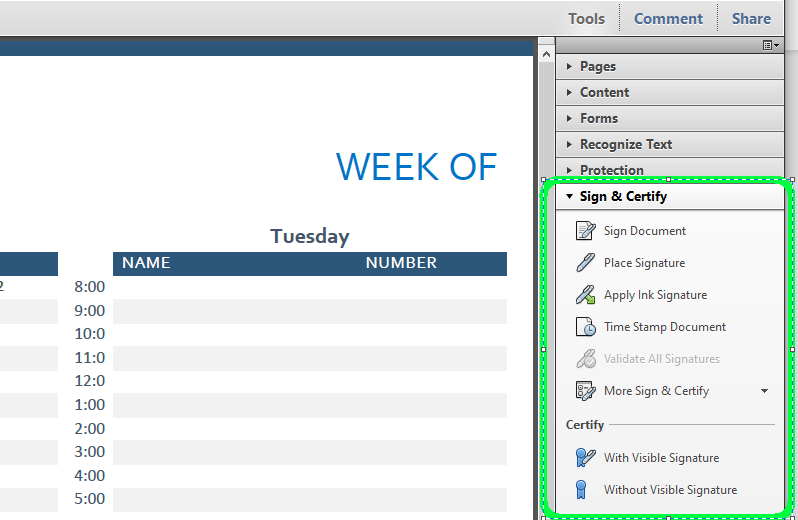 Tools Comment Share
Pages
Content
Forms
Recognize Text
Protection
Sign & Certify
Sign Document
Place Signature
Apply Ink Signature
Time Stamp Document
Validate All Signatures
More Sign & Certify
Certify
With Visible Signature
Without Visible Signature
WEEK OF
Tuesday
NAME NUMBER
2 8:00
9:00
10:0
11:0
12:0
1:00
2:00
3:00
4:00
5:00